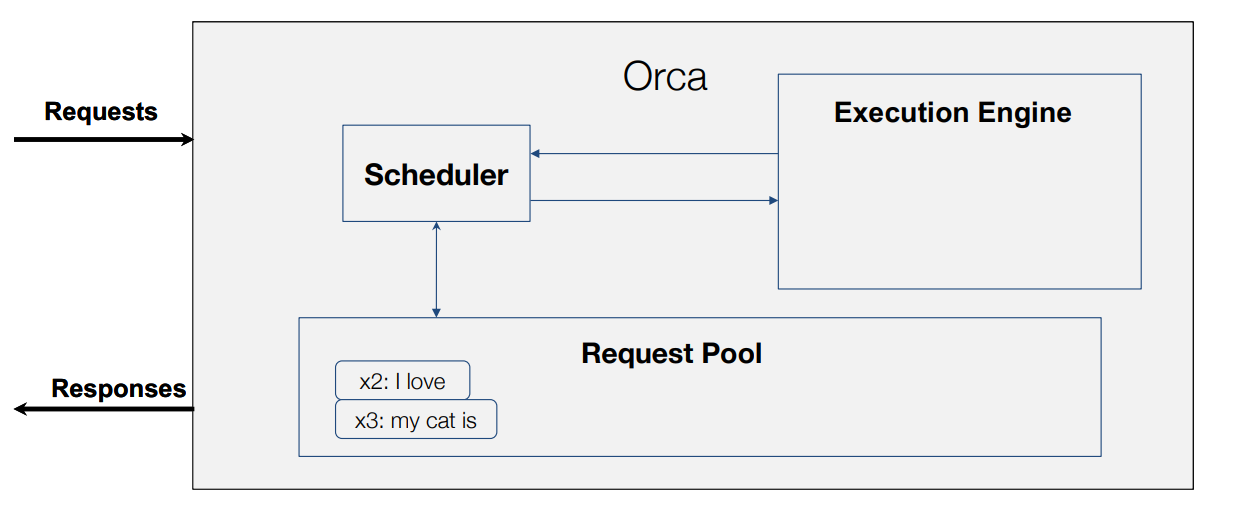 Orca
Requests
Execution Engine
Scheduler
Request Pool
Responses
x2: I love
x3: my cat is